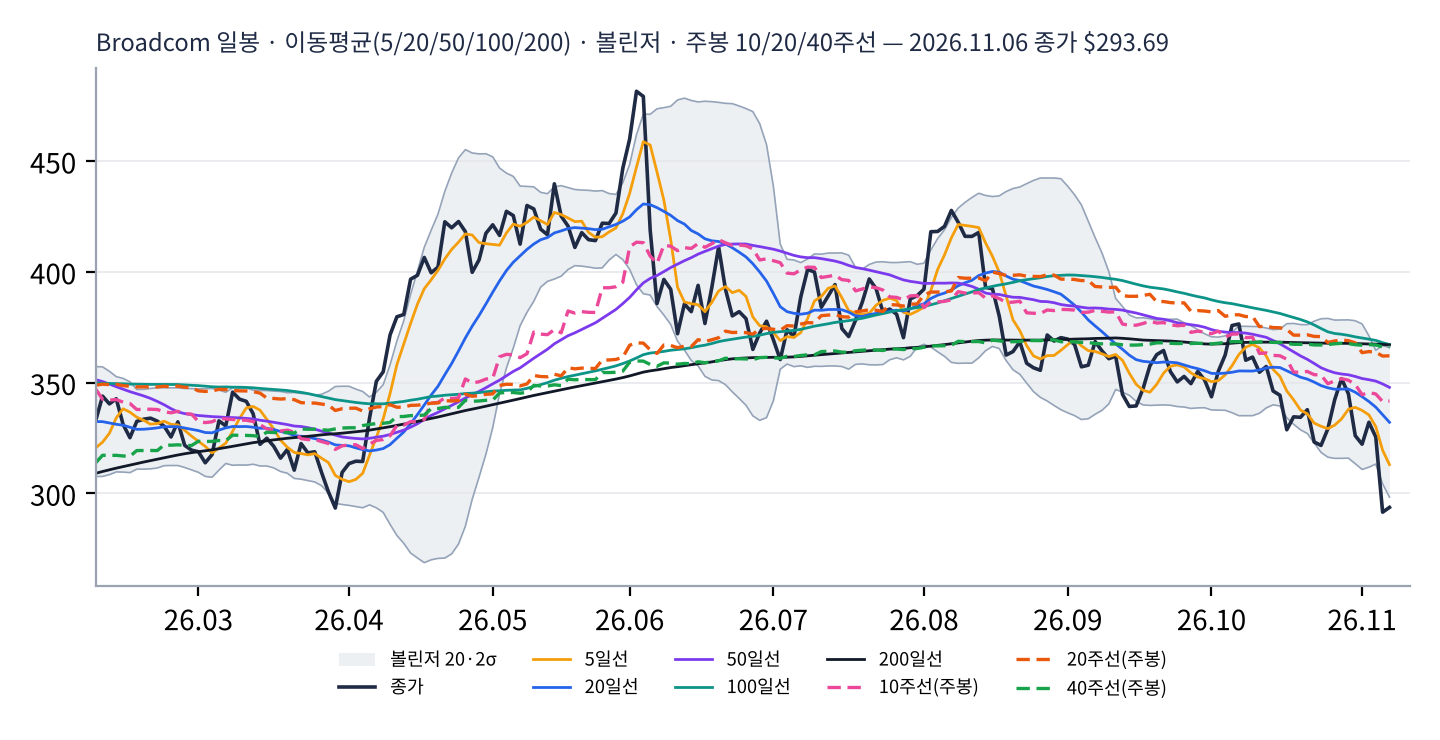 Broadcom 일봉 · 이동평균(5/20/50/100/200) · 볼린저 · 주봉 10/20/40주선 — 2026.11.06 종가 $293.69
450
400
350
300
26.03 26.04 26.05 26.06 26.07 26.08 26.09 26.10 26.11
볼린저 20·2σ 5일선 50일선 200일선 20주선(주봉)
종가 20일선 100일선 10주선(주봉) 40주선(주봉)